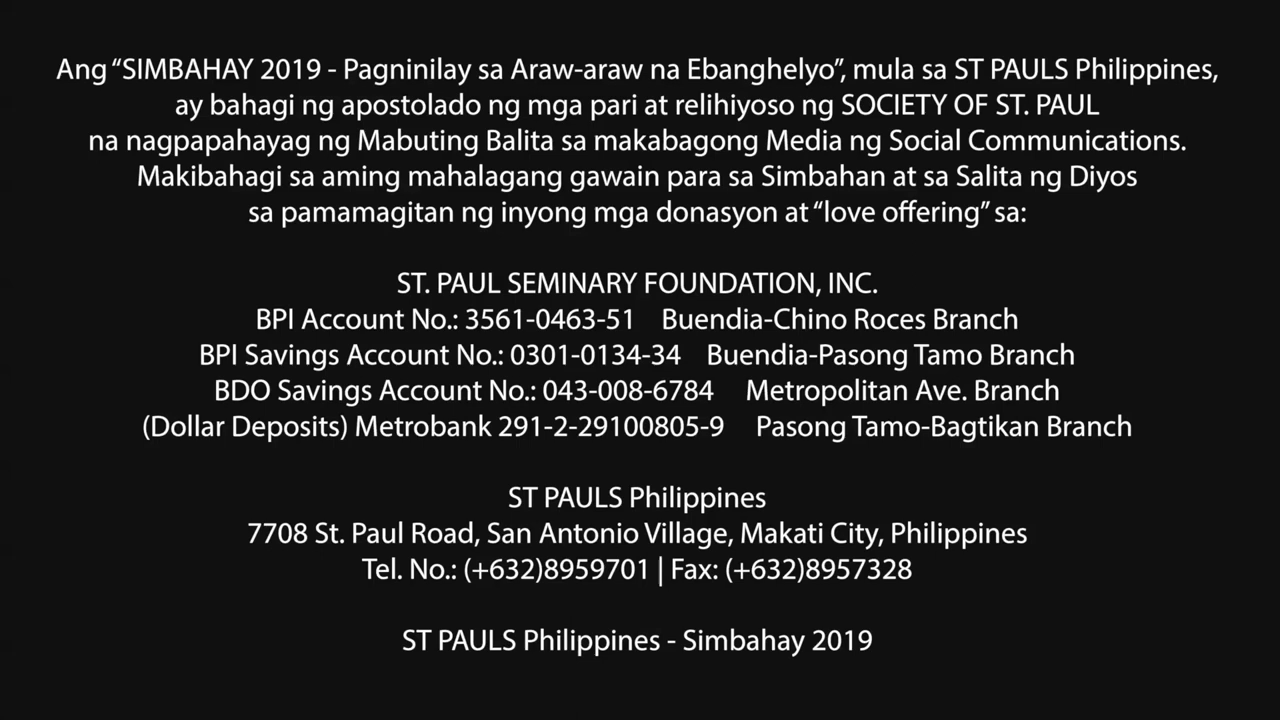 Ang “SIMBAHAY 2019 - Pagninilay sa Araw-araw na Ebanghelyo”, mula sa ST PAULS Philippines,
ay bahagi ng apostolado ng mga pari at relihiyoso ng SOCIETY OF ST. PAUL
na nagpapahayag ng Mabuting Balita sa makabagong Media ng Social Communications.
Makibahagi sa aming mahalagang gawain para sa Simbahan at sa Salita ng Diyos
sa pamamagitan ng inyong mga donasyon at “love offering” sa:
ST. PAUL SEMINARY FOUNDATION, INC.
BPI Account No.: 3561-0463-51 Buendia-Chino Roces Branch
BPI Savings Account No.: 0301-0134-34 Buendia-Pasong Tamo Branch
BDO Savings Account No.: 043-008-6784 Metropolitan Ave. Branch
(Dollar Deposits) Metrobank 291-2-29100805-9 Pasong Tamo-Bagtikan Branch
ST PAULS Philippines
7708 St. Paul Road, San Antonio Village, Makati City, Philippines
Tel. No.: (+632)8959701 | Fax: (+632)8957328
ST PAULS Philippines - Simbahay 2019